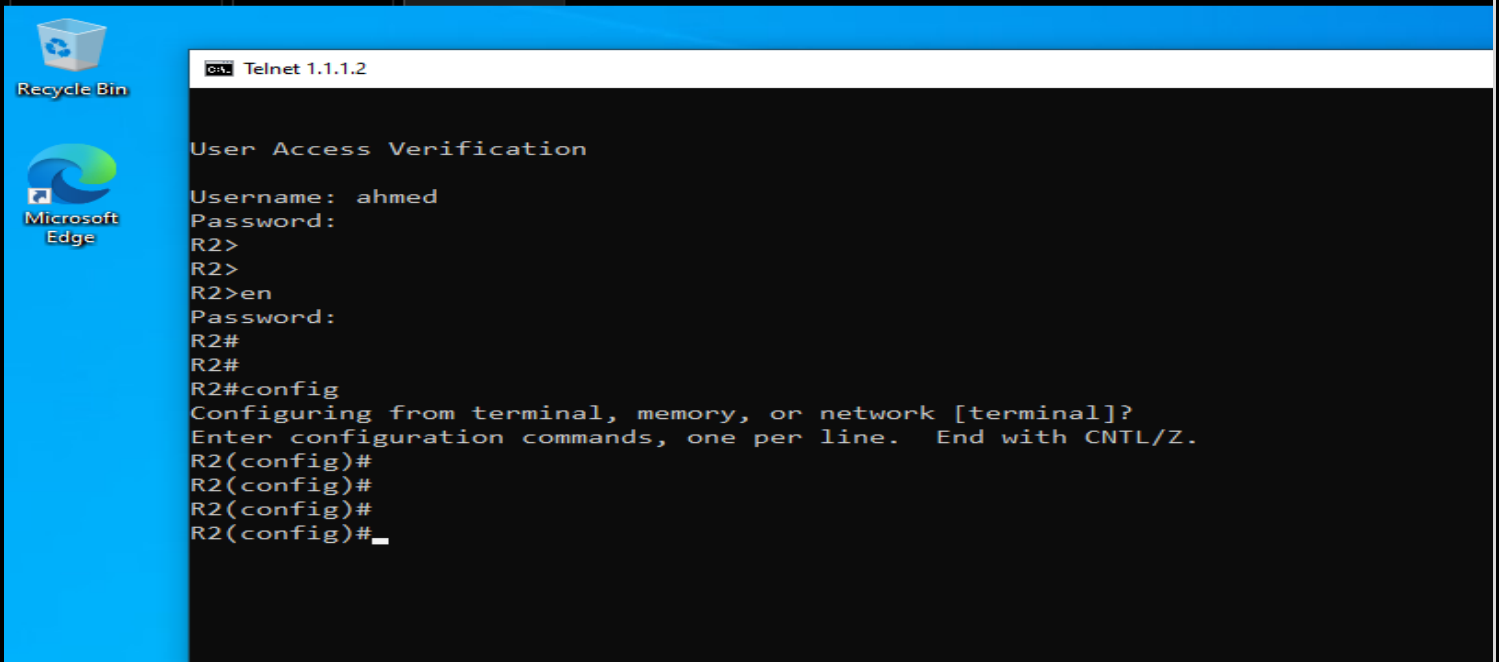 Recycle Bin
Microsoft
Edge
C:\.
Telnet 1.1.1.2
User Access Verification
Username: ahmed
Password:
R2>
R2>
R2>en
Password:
R2#
R2#
R2#config
Configuring from terminal, memory, or network [terminal]?
Enter configuration commands, one per line.  End with CNTL/Z.
R2(config)#
R2(config)#
R2(config)#
R2(config)#